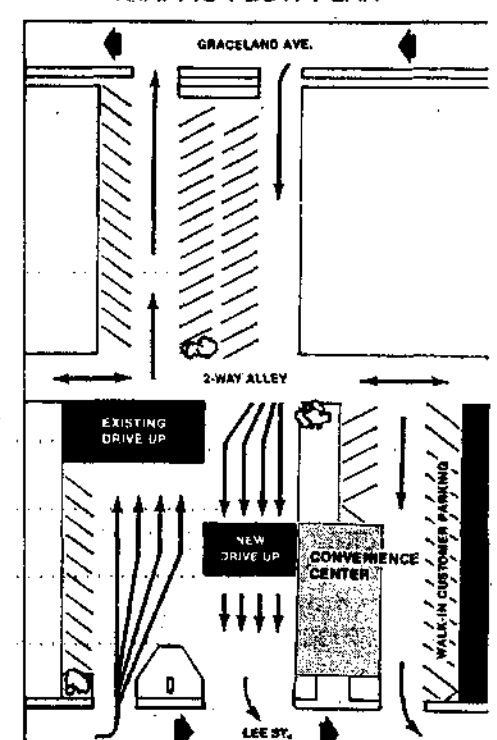 GRACELAND AVE.
2-WAY ALLEY
EXISTING
DRIVE UP
NEW
DRIVE UP
CONVENIENCE
CENTER
WALK-IN CUSTOMER PARKING
LEE ST.